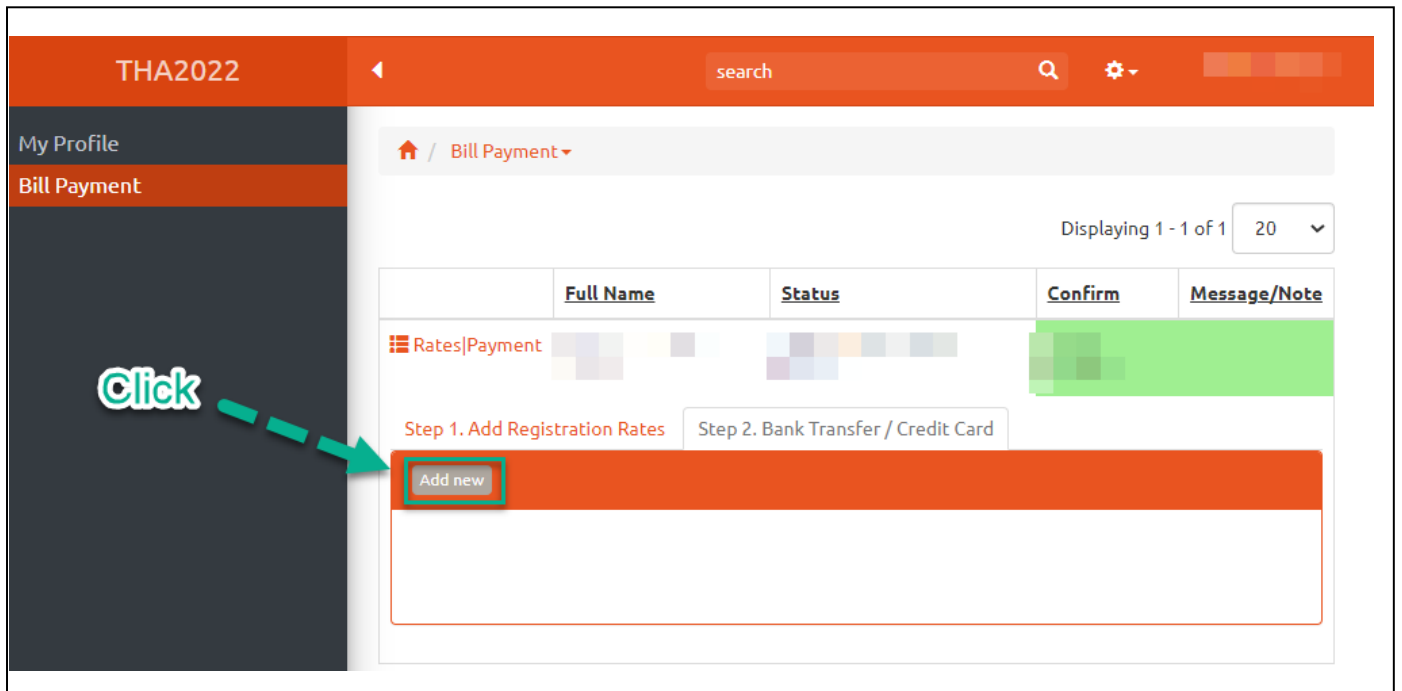 THA2022
search
My Profile
Bill Payment
/ Bill Payment
Displaying 1 - 1 of 1 20
Full Name Status Confirm Message/Note
Rates|Payment
Click
Step 1. Add Registration Rates Step 2. Bank Transfer / Credit Card
Add new